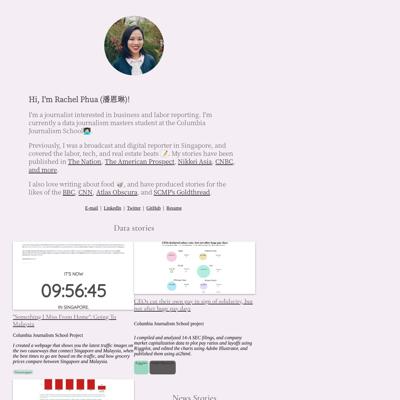 Hi, I'm Rachel Phua (潘恩琳)!
I'm a journalist interested in business and labor reporting. I'm
currently a data journalism masters student at the Columbia
Journalism School👩🏻‍💻
Previously, I was a broadcast and digital reporter in Singapore, and
covered the labor, tech, and real estate beats 📝. My stories have been
published in The Nation, The American Prospect, Nikkei Asia, CNBC,
and more.
I also love writing about food 🥡, and have produced stories for the
likes of the BBC, CNN, Atlas Obscura, and SCMP's Goldthread.
E-mail | LinkedIn | Twitter | GitHub | Resume
Data stories
IT'S NOW
09:56:45
IN SINGAPORE.
"Something I Miss From Home": Going To
Malaysia
Columbia Journalism School Project
I create a webpage that shows you the latest traffic images on
the two causeways that connect Singapore and Malaysia, when
the best times to go are based on the traffic, and how grocery
prices compare between Singapore and Malaysia.
CEOs cut their own pay in sign of solidarity, but
not after huge pay days
Columbia Journalism School project
I compiled and analyzed 14-A SEC filings, and company
market capitalization data to plot pay ratios and layoffs using
R/ggplot, and edited the charts using Adobe Illustrator, and
published them using ai2html.
News Stories